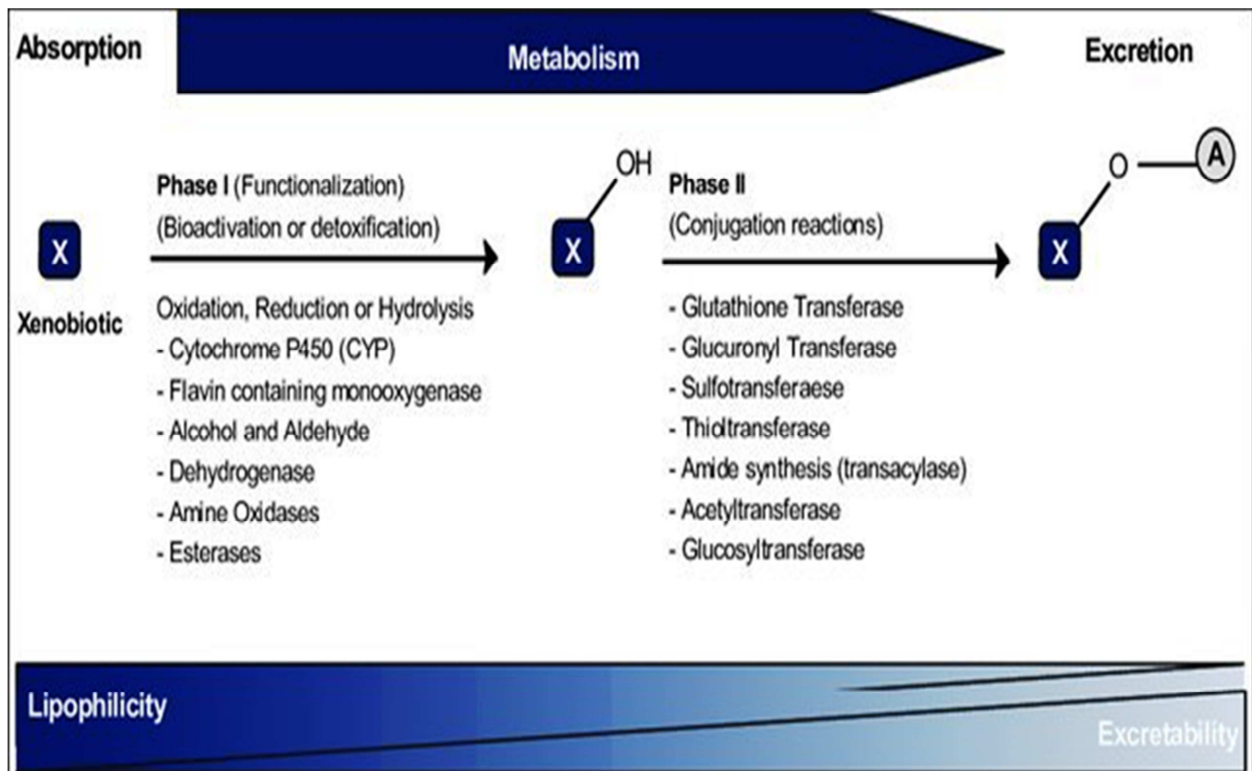 Absorption
Metabolism
Excretion
Phase I (Functionalization)
(Bioactivation or detoxification)
X
Xenobiotic
Oxidation, Reduction or Hydrolysis
- Cytochrome P450 (CYP)
- Flavin containing monooxygenase
- Alcohol and Aldehyde
- Dehydrogenase
- Amine Oxidases
- Esterases
OH
X
Phase II
(Conjugation reactions)
- Glutathione Transferase
- Glucuronyl Transferase
- Sulfotransferaese
- Thioltransferase
- Amide synthesis (transacylase)
- Acetyltransferase
- Glucosyltransferase
O
A
X
Lipophilicity
Excretability